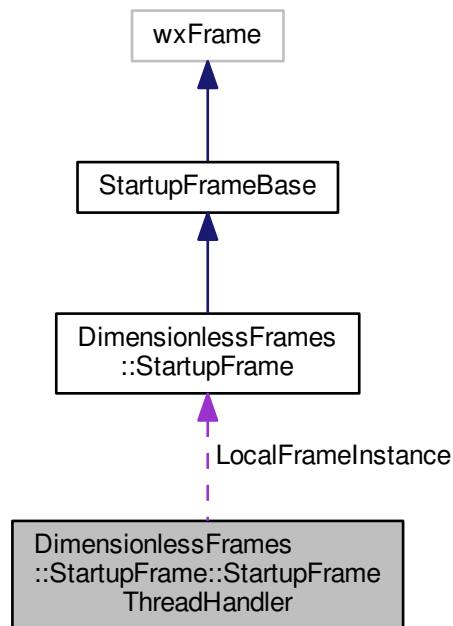 wxFrame
StartupFrameBase
DimensionlessFrames
::StartupFrame
LocalFrameInstance
DimensionlessFrames
::StartupFrame::StartupFrame
ThreadHandler